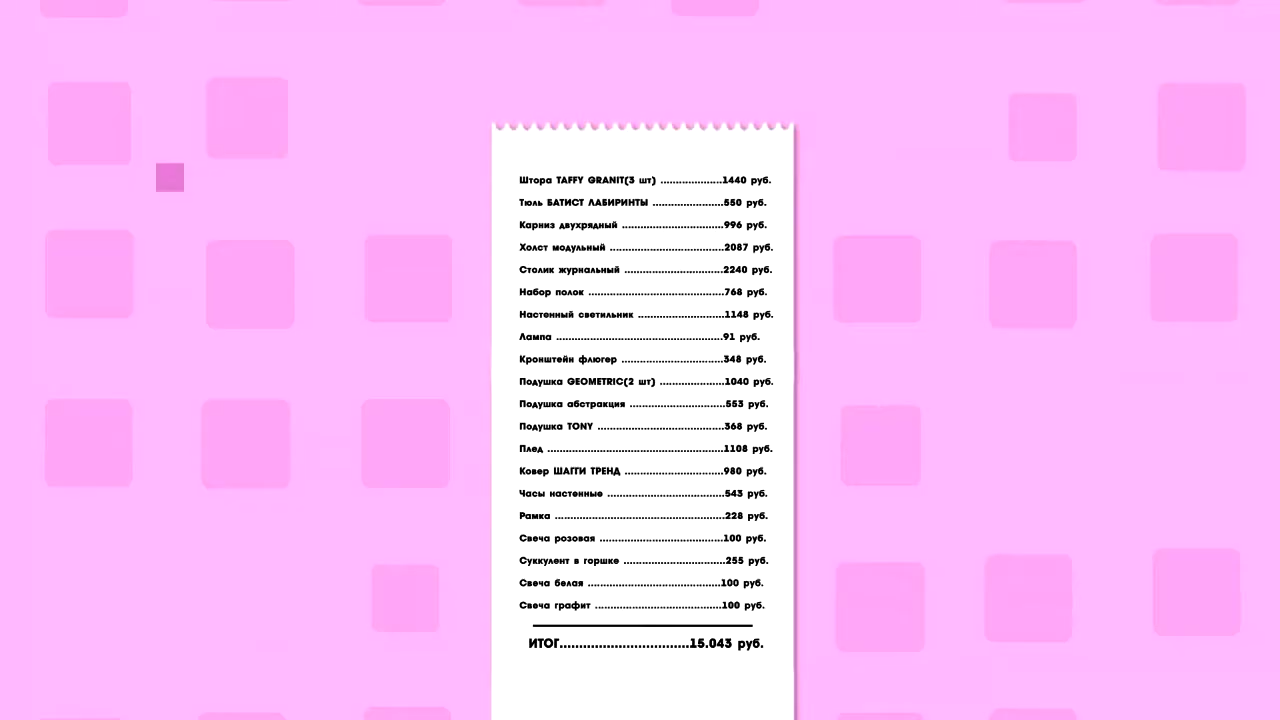 Штора TAFFY GRANIT(3 шт) .....................1440 руб.
Тюль БАТИСТ ЛАБИРИНТЫ ........................550 руб.
Карниз двухрядный ..................................996 руб.
Холст модульный ......................................2087 руб.
Столик журнальный .................................2240 руб.
Набор полок ..............................................768 руб.
Настенный светильник .............................1148 руб.
Лампа ........................................................91 руб.
Кронштейн флюгер ..................................348 руб.
Подушка GEOMETRIC(2 шт) ......................1040 руб.
Подушка абстракция ................................553 руб.
Подушка TONY ..........................................368 руб.
Плед ...........................................................1108 руб.
Ковер ШАГГИ ТРЕНД .................................980 руб.
Часы настенные .......................................543 руб.
Рамка .........................................................228 руб.
Свеча розовая .........................................100 руб.
Суккулент в горшке ..................................255 руб.
Свеча белая .............................................100 руб.
Свеча графит ..........................................100 руб.
ИТОГ.................................15.043 руб.